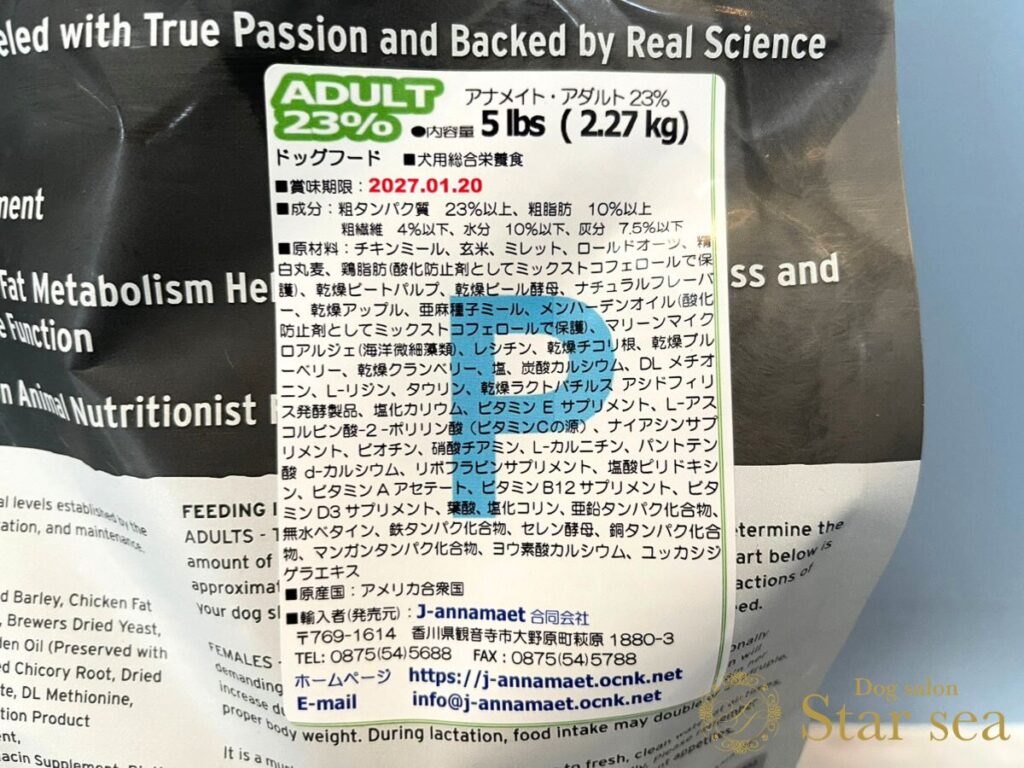 eled with True Passion and Backed by Real Science
ment
Fat Metabolism Hel
ss and
e Function
n Animal Nutritionist
ADULT
23%
アナメイト・アダルト 23%
●内容量 5 lbs ( 2.27 kg)
ドッグフード ■犬用総合栄養食
■賞味期限：2027.01.20
■成分：粗タンパク質 23%以上、粗脂肪 10%以上
粗繊維 4%以下、水分 10%以下、灰分 7.5%以下
■原材料：チキンミール、玄米、ミレット、ロールドオーツ、精
白丸麦、鶏脂肪(酸化防止剤としてミックストコフェロールで保
護)、乾燥ビートパルプ、乾燥ビール酵母、ナチュラルフレーバ
ー、乾燥アップル、亜麻種子ミール、メンハーデンオイル(酸化
防止剤としてミックストコフェロールで保護)、マリーンマイク
ロアルジェ(海洋微細藻類)、レシチン、乾燥チコリ根、乾燥ブル
ーベリー、乾燥クランベリー、塩、炭酸カルシウム、DL メチオ
ニン、L-リジン、タウリン、乾燥ラクトバチルス アシドフィリ
ス発酵製品、塩化カリウム、ビタミン E サプリメント、L-アス
コルビン酸-2-ポリリン酸（ビタミンCの源）、ナイアシンサプ
リメント、ビオチン、硝酸チアミン、L-カルニチン、パントテン
酸 d-カルシウム、リボフラビンサプリメント、塩酸ピリドキシ
ン、ビタミンA アセテート、ビタミンB12 サプリメント、ビタ
ミンD3 サプリメント、葉酸、塩化コリン、亜鉛タンパク化合物、
無水ベタイン、鉄タンパク化合物、セレン酵母、銅タンパク化合
物、マンガンタンパク化合物、ヨウ素酸カルシウム、ユッカシジ
ゲラエキス
■原産国：アメリカ合衆国
■輸入者(発売元)：J-annamaet 合同会社
〒769-1614 香川県観音寺市大野原町萩原 1880-3
TEL: 0875(54)5688 FAX：0875(54)5788
ホームページ https://j-annamaet.ocnk.net
E-mail info@j-annamaet.ocnk.net
P
al levels established by the
ation, and maintenance.
d Barley, Chicken Fat
, Brewers Dried Yeast,
den Oil (Preserved with
ed Chicory Root, Dried
te, DL Methionine,
tion Product
ent,
acin Supplement,
FEEDING
ADULTS -
amount of
approximat
your dog
FEMALES -
demanding
increase
proper body weight. During lactation, food intake may double
It is a
to fresh, clean
etermine the
art below is
actions of
eed.
Dog salon
Star sea